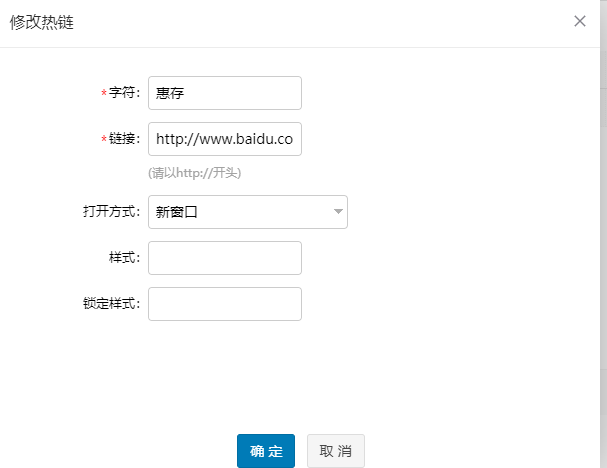 修改热链
*字符: 惠存
*链接: http://www.baidu.co
(请以http://开头)
打开方式: 新窗口
样式:
锁定样式:
确 定 取 消